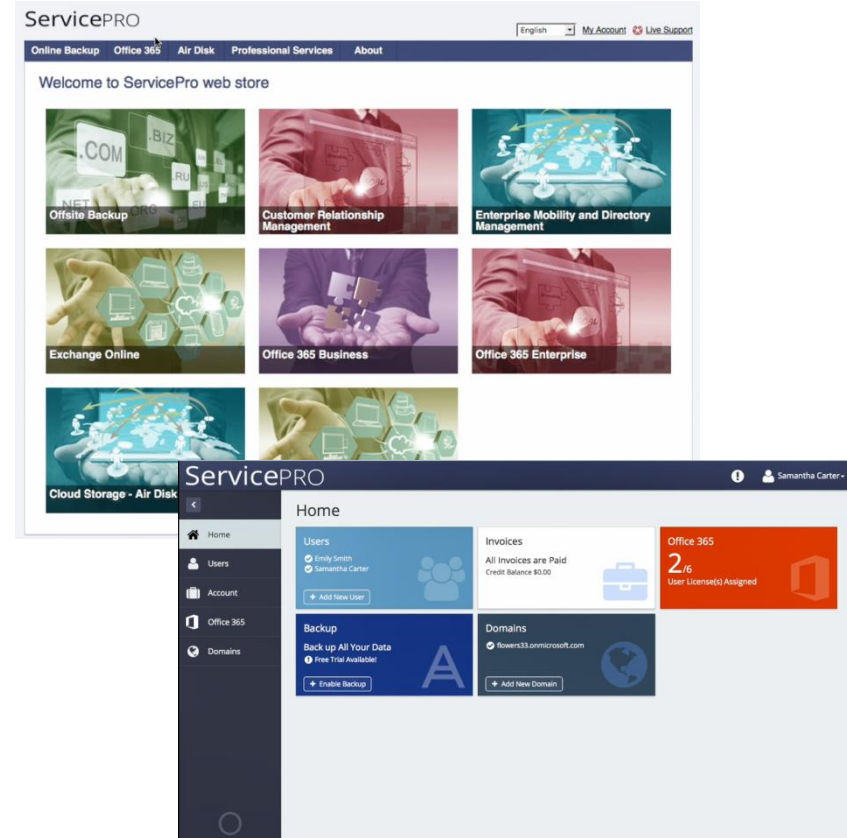 ServicePRO
English
My Account
Live Support
Online Backup
Office 365
Air Disk
Professional Services
About
Welcome to ServicePro web store
.COM
.BIZ
.RU
.NET
.ORG
.EU
Offsite Backup
Customer Relationship
Management
Enterprise Mobility and Directory
Management
Exchange Online
Office 365 Business
Office 365 Enterprise
Cloud Storage - Air Disk
ServicePRO
Samantha Carter
Home
Users
Account
Office 365
Domains
Home
Users
Emily Smith
Samantha Carter
+ Add New User
Invoices
All Invoices are Paid
Credit Balance $0.00
Office 365
2/6
User License(s) Assigned
Backup
Back up All Your Data
Free Trial Available!
+ Enable Backup
Domains
flowers33.onmicrosoft.com
+ Add New Domain